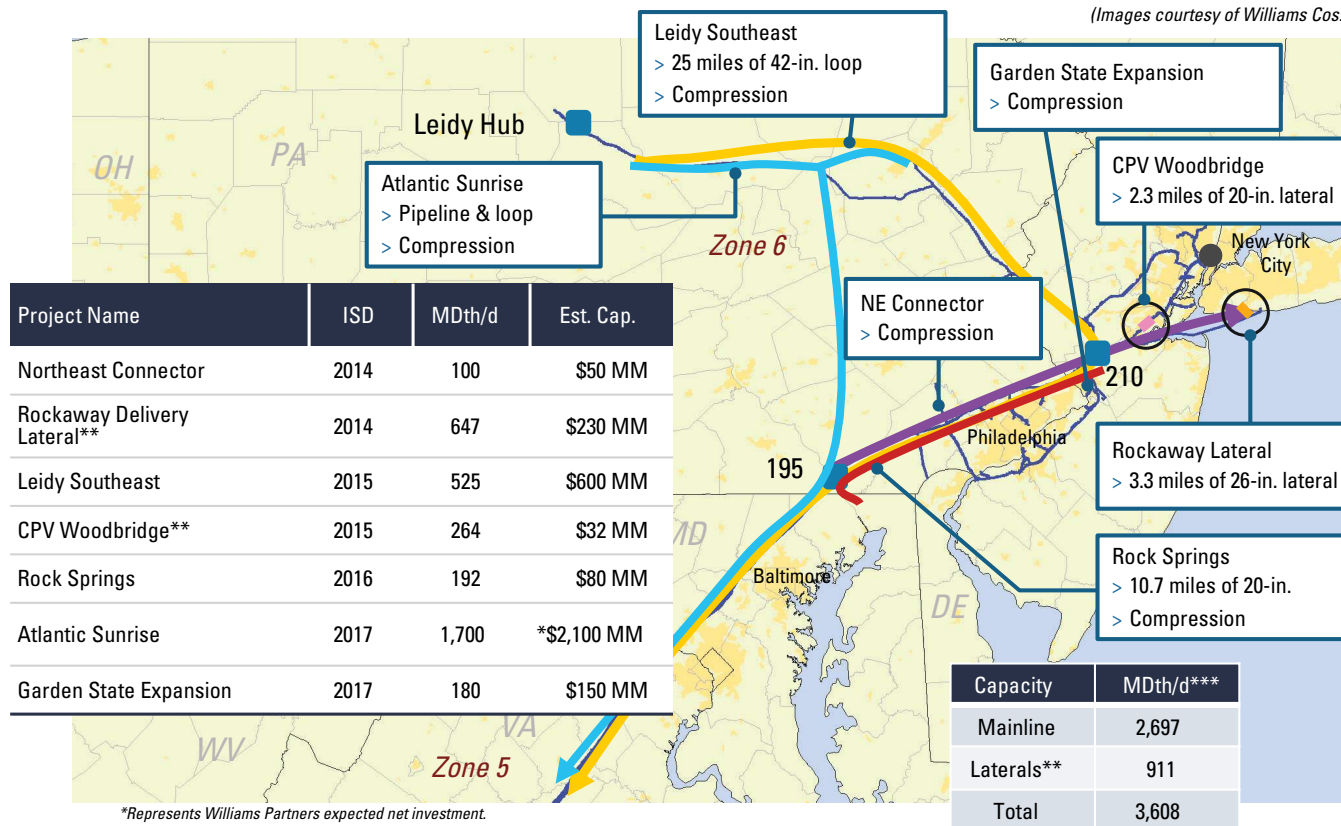 (Images courtesy of Williams Cos.
Leidy Southeast
> 25 miles of 42-in. loop
> Compression
Garden State Expansion
> Compression
Leidy Hub
OH
PA
CPV Woodbridge
> 2.3 miles of 20-in. lateral
Atlantic Sunrise
> Pipeline & loop
> Compression
Zone 6
New York
City
NE Connector
> Compression
Project Name ISD MDth/d Est. Cap.
Northeast Connector 2014 100 $50 MM
Rockaway Delivery
Lateral** 2014 647 $230 MM
Leidy Southeast 2015 525 $600 MM
CPV Woodbridge** 2015 264 $32 MM
Rock Springs 2016 192 $80 MM
Atlantic Sunrise 2017 1,700 *$2,100 MM
Garden State Expansion 2017 180 $150 MM
210
Philadelphia
195
Rockaway Lateral
> 3.3 miles of 26-in. lateral
MD
Baltimore
DE
Rock Springs
> 10.7 miles of 20-in.
> Compression
WV
VA
Zone 5
Capacity MDth/d***
Mainline 2,697
Laterals** 911
Total 3,608
*Represents Williams Partners expected net investment.